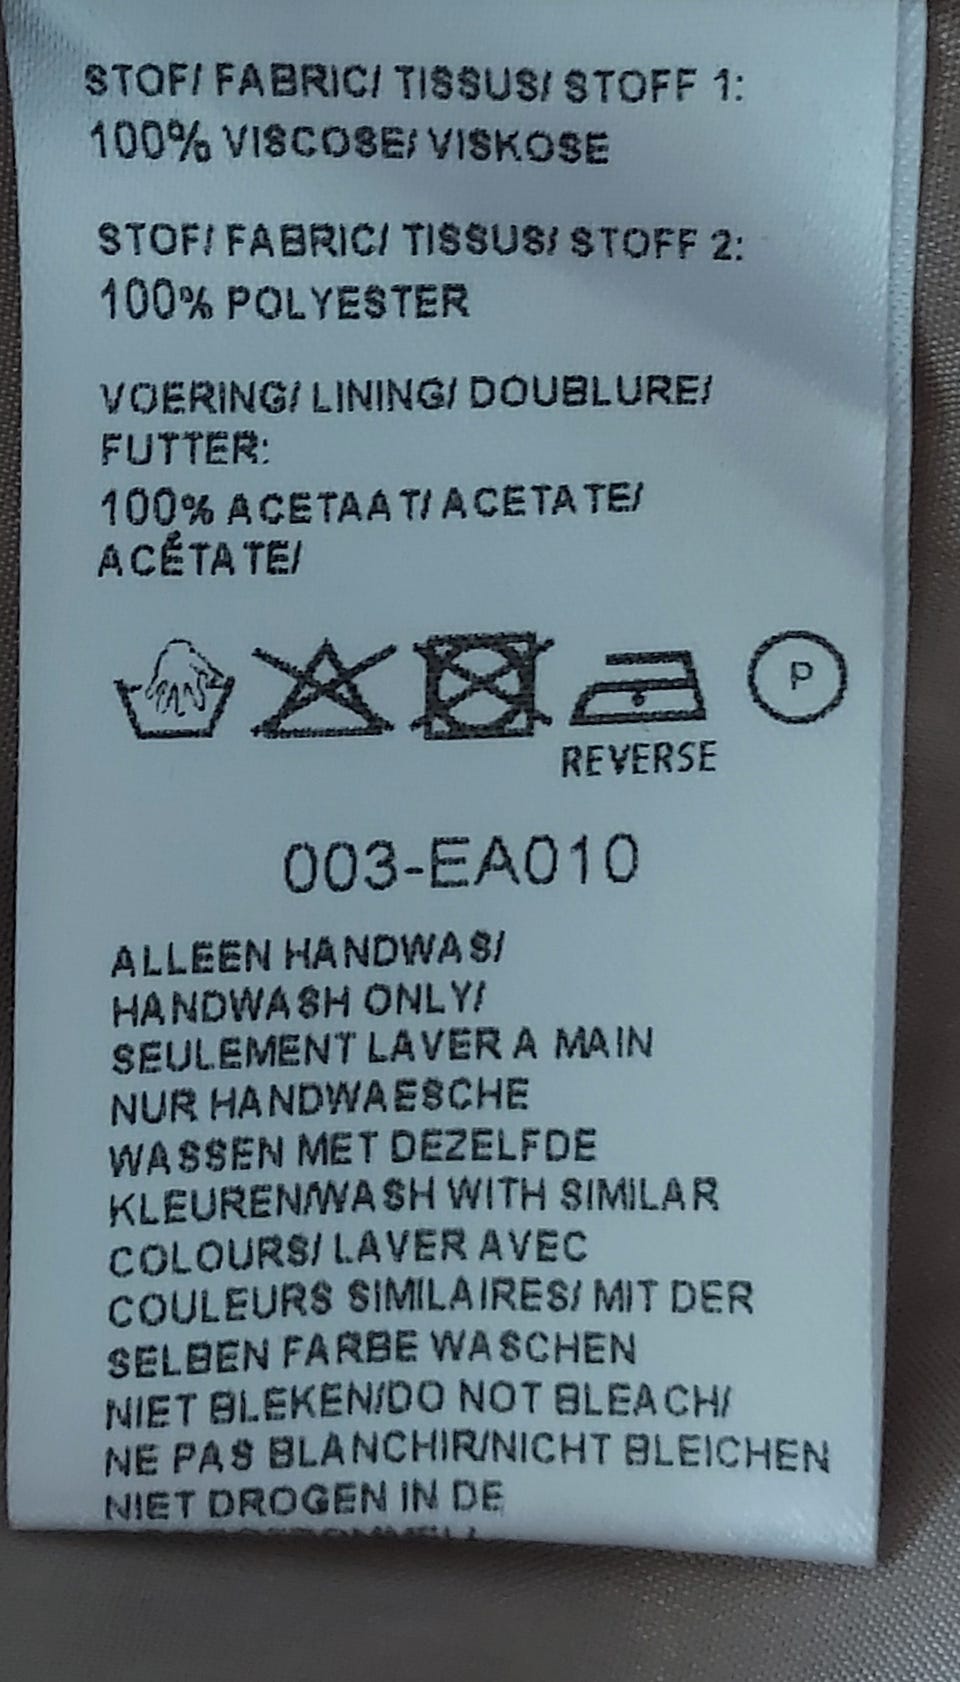 STOF/ FABRIC/ TISSUS/ STOFF 1:
100% VISCOSE/ VISKOSE
STOF/ FABRIC/ TISSUS/ STOFF 2:
100% POLYESTER
VOERING/ LINING/ DOUBLURE/
FUTTER:
100% ACETAAT/ ACETATE/
ACÉTATE/
P
REVERSE
003-EA010
ALLEEN HANDWAS/
HANDWASH ONLY/
SEULEMENT LAVER A MAIN
NUR HANDWAESCHE
WASSEN MET DEZELFDE
KLEUREN/WASH WITH SIMILAR
COLOURS/ LAVER AVEC
COULEURS SIMILAIRES/ MIT DER
SELBEN FARBE WASCHEN
NIET BLEKEN/DO NOT BLEACH/
NE PAS BLANCHIR/NICHT BLEICHEN
NIET DROGEN IN DE